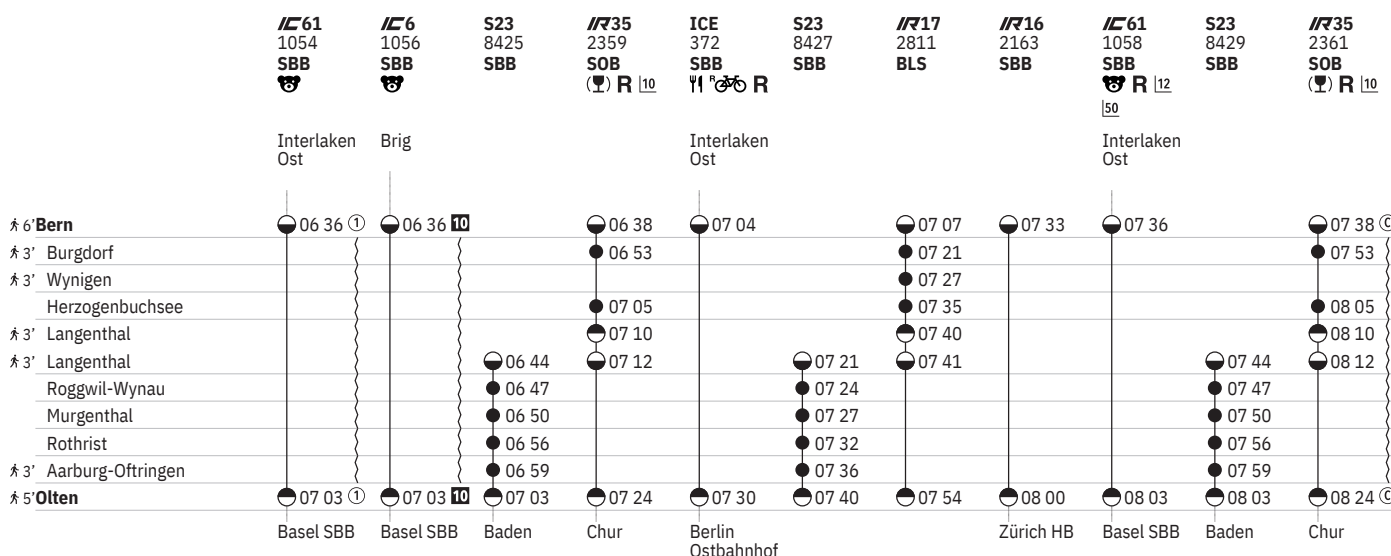 IC61 IC6 S23 IR35 ICE S23 IR17 IR16 IC61 S23 IR35
1054 1056 8425 2359 372 8427 2811 2163 1058 8429 2361
SBB SBB SBB SOB SBB SBB BLS SBB SBB SBB SOB
R 10 R R R 12 R 10
50
Interlaken Brig Interlaken Interlaken
Ost Ost Ost
6' Bern 06 36 1 06 36 10 06 38 07 04 07 07 07 33 07 36 07 38
3' Burgdorf 06 53 07 21 07 53
3' Wynigen 07 27
Herzogenbuchsee 07 05 07 35 08 05
3' Langenthal 07 10 07 40 08 10
3' Langenthal 06 44 07 12 07 21 07 41 07 44 08 12
Roggwil-Wynau 06 47 07 24 07 47
Murgenthal 06 50 07 27 07 50
Rothrist 06 56 07 32 07 56
3' Aarburg-Oftringen 06 59 07 36 07 59
5' Olten 07 03 1 07 03 10 07 03 07 24 07 30 07 40 07 54 08 00 08 03 08 03 08 24
Basel SBB Basel SBB Baden Chur Berlin Zürich HB Basel SBB Baden Chur
Ostbahnhof